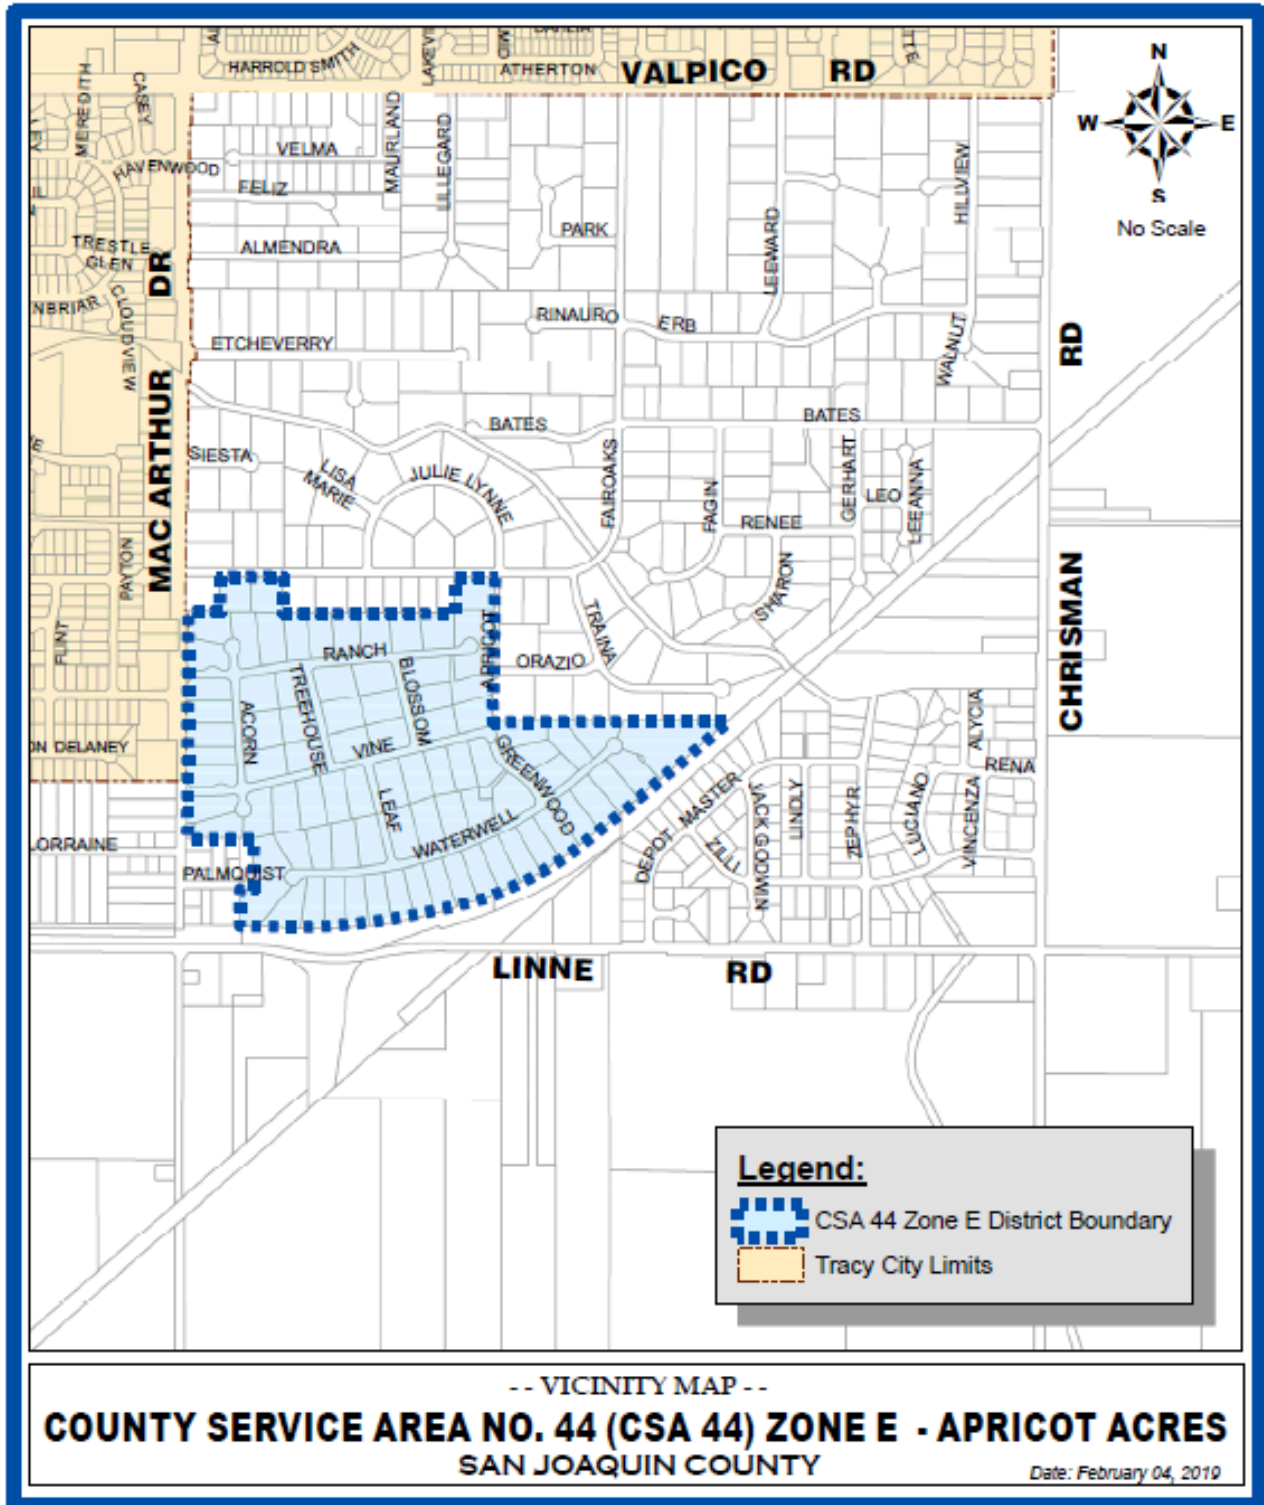 HARROLD SMITH
ATHERTON
VALPICO RD
MEREDITH
CASEY
HAVENWOOD
VELMA
MAURLAND
LILLEGARD
FELIZ
PARK
HILLVIEW
N
W E
S
No Scale
TRESTLE
GLEN
ALMENDRA
LEEWARD
MAC ARTHUR DR
NBRIAR
CLOUDVIEW
RINAURO
ERB
ETCHEVERRY
WALNUT
CHRISMAN RD
BATES
BATES
SIESTA
LISA
MARIE
JULIE LYNNE
FAIROAKS
FAGIN
GERHART
LEO
LEEANNA
RENEE
PAYTON
SHARON
FLINT
TRAINA
APRICOT
RANCH
ORAZIO
BLOSSOM
TREEHOUSE
ACORN
VINE
ON DELANEY
GREENWOOD
ALYCIA
RENA
DEPOT MASTER
JACK GODWIN
LINDLY
ZEPHYR
LUCIANO
VINCENZA
LEAF
WATERWELL
ZILLI
LORRAINE
PALMQUIST
LINNE RD
Legend:
CSA 44 Zone E District Boundary
Tracy City Limits
- - VICINITY MAP - -
COUNTY SERVICE AREA NO. 44 (CSA 44) ZONE E - APRICOT ACRES
SAN JOAQUIN COUNTY
Date: February 04, 2019